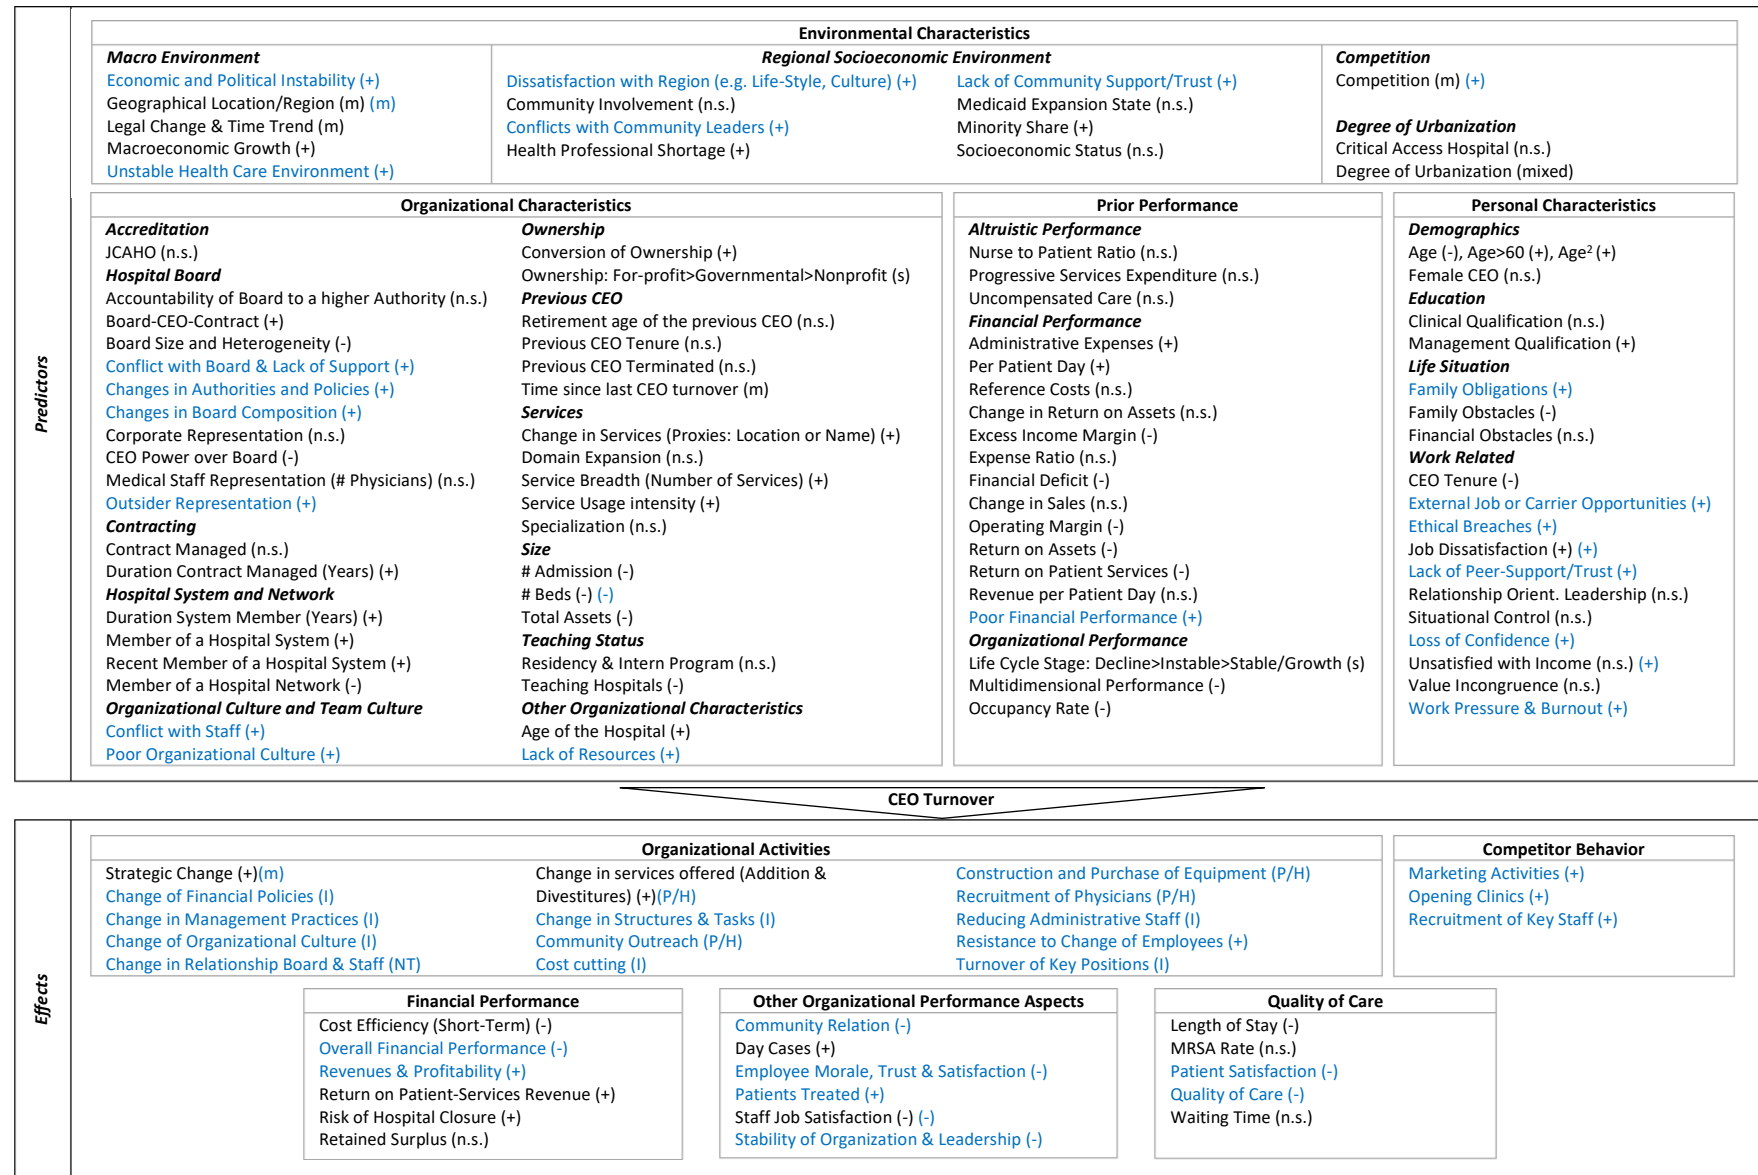 Predictors
Environmental Characteristics
Macro Environment
Economic and Political Instability (+)
Geographical Location/Region (m) (m)
Legal Change & Time Trend (m)
Macroeconomic Growth (+)
Unstable Health Care Environment (+)
Regional Socioeconomic Environment
Dissatisfaction with Region (e.g. Life-Style, Culture) (+)
Community Involvement (n.s.)
Conflicts with Community Leaders (+)
Health Professional Shortage (+)
Lack of Community Support/Trust (+)
Medicaid Expansion State (n.s.)
Minority Share (+)
Socioeconomic Status (n.s.)
Competition
Competition (m) (+)
Degree of Urbanization
Critical Access Hospital (n.s.)
Degree of Urbanization (mixed)
Organizational Characteristics
Accreditation
JCAHO (n.s.)
Hospital Board
Accountability of Board to a higher Authority (n.s.)
Board-CEO-Contract (+)
Board Size and Heterogeneity (-)
Conflict with Board & Lack of Support (+)
Changes in Authorities and Policies (+)
Changes in Board Composition (+)
Corporate Representation (n.s.)
CEO Power over Board (-)
Medical Staff Representation (# Physicians) (n.s.)
Outsider Representation (+)
Contracting
Contract Managed (n.s.)
Duration Contract Managed (Years) (+)
Hospital System and Network
Duration System Member (Years) (+)
Member of a Hospital System (+)
Recent Member of a Hospital System (+)
Member of a Hospital Network (-)
Organizational Culture and Team Culture
Conflict with Staff (+)
Poor Organizational Culture (+)
Ownership
Conversion of Ownership (+)
Ownership: For-profit>Governmental>Nonprofit (s)
Previous CEO
Retirement age of the previous CEO (n.s.)
Previous CEO Tenure (n.s.)
Previous CEO Terminated (n.s.)
Time since last CEO turnover (m)
Services
Change in Services (Proxies: Location or Name) (+)
Domain Expansion (n.s.)
Service Breadth (Number of Services) (+)
Service Usage intensity (+)
Specialization (n.s.)
Size
# Admission (-)
# Beds (-) (-)
Total Assets (-)
Teaching Status
Residency & Intern Program (n.s.)
Teaching Hospitals (-)
Other Organizational Characteristics
Age of the Hospital (+)
Lack of Resources (+)
Prior Performance
Altruistic Performance
Nurse to Patient Ratio (n.s.)
Progressive Services Expenditure (n.s.)
Uncompensated Care (n.s.)
Financial Performance
Administrative Expenses (+)
Per Patient Day (+)
Reference Costs (n.s.)
Change in Return on Assets (n.s.)
Excess Income Margin (-)
Expense Ratio (n.s.)
Financial Deficit (-)
Change in Sales (n.s.)
Operating Margin (-)
Return on Assets (-)
Return on Patient Services (-)
Revenue per Patient Day (n.s.)
Poor Financial Performance (+)
Organizational Performance
Life Cycle Stage: Decline>Instable>Stable/Growth (s)
Multidimensional Performance (-)
Occupancy Rate (-)
Personal Characteristics
Demographics
Age (-), Age>60 (+), Age² (+)
Female CEO (n.s.)
Education
Clinical Qualification (n.s.)
Management Qualification (+)
Life Situation
Family Obligations (+)
Family Obstacles (-)
Financial Obstacles (n.s.)
Work Related
CEO Tenure (-)
External Job or Carrier Opportunities (+)
Ethical Breaches (+)
Job Dissatisfaction (+) (+)
Lack of Peer-Support/Trust (+)
Relationship Orient. Leadership (n.s.)
Situational Control (n.s.)
Loss of Confidence (+)
Unsatisfied with Income (n.s.) (+)
Value Incongruence (n.s.)
Work Pressure & Burnout (+)
CEO Turnover
Effects
Organizational Activities
Strategic Change (+)(m)
Change of Financial Policies (I)
Change in Management Practices (I)
Change of Organizational Culture (I)
Change in Relationship Board & Staff (NT)
Change in services offered (Addition &
Divestitures) (+)(P/H)
Change in Structures & Tasks (I)
Community Outreach (P/H)
Cost cutting (I)
Construction and Purchase of Equipment (P/H)
Recruitment of Physicians (P/H)
Reducing Administrative Staff (I)
Resistance to Change of Employees (+)
Turnover of Key Positions (I)
Competitor Behavior
Marketing Activities (+)
Opening Clinics (+)
Recruitment of Key Staff (+)
Financial Performance
Cost Efficiency (Short-Term) (-)
Overall Financial Performance (-)
Revenues & Profitability (+)
Return on Patient-Services Revenue (+)
Risk of Hospital Closure (+)
Retained Surplus (n.s.)
Other Organizational Performance Aspects
Community Relation (-)
Day Cases (+)
Employee Morale, Trust & Satisfaction (-)
Patients Treated (+)
Staff Job Satisfaction (-) (-)
Stability of Organization & Leadership (-)
Quality of Care
Length of Stay (-)
MRSA Rate (n.s.)
Patient Satisfaction (-)
Quality of Care (-)
Waiting Time (n.s.)